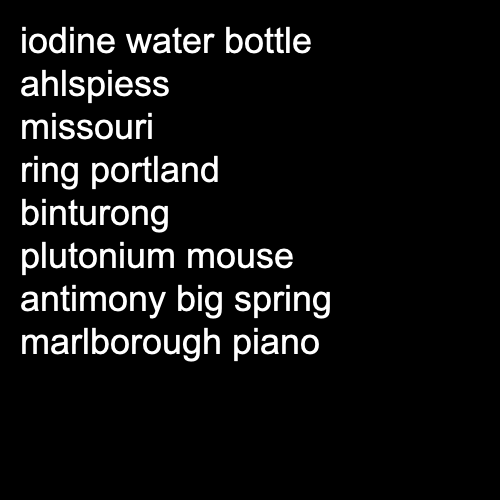 iodine water bottle
ahlspiess
missouri
ring portland
binturong
plutonium mouse
antimony big spring
marlborough piano